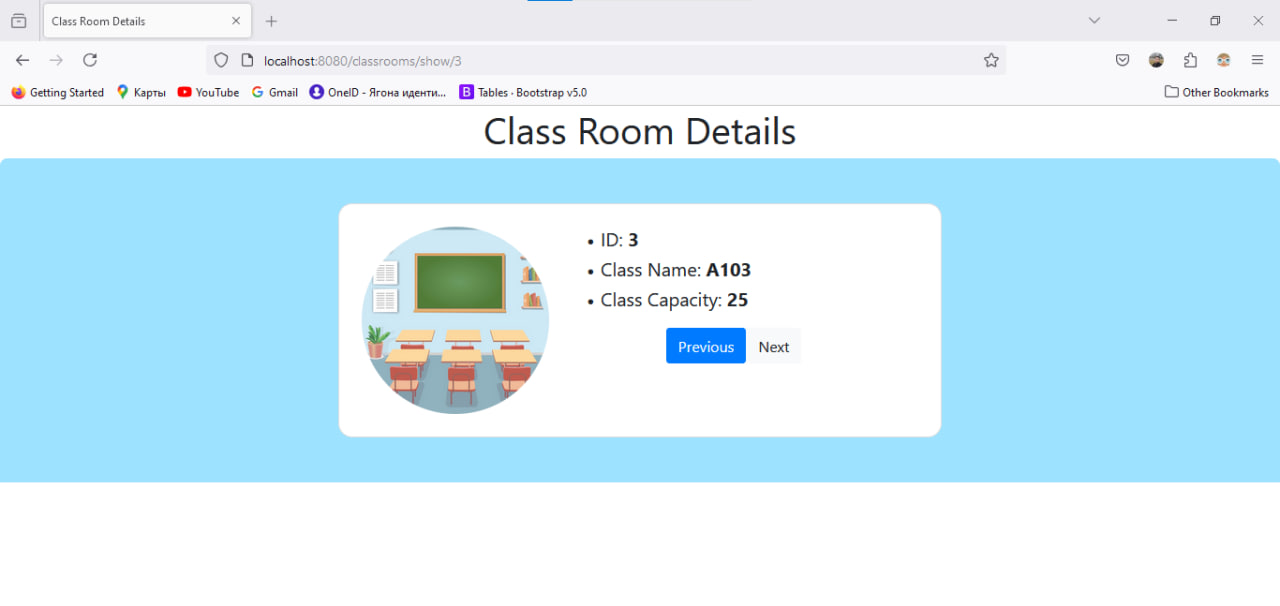 Class Room Details
localhost:8080/classrooms/show/3
Getting Started Карты YouTube Gmail OneID - Ягона иденти... Tables · Bootstrap v5.0 Other Bookmarks
Class Room Details
• ID: 3
• Class Name: A103
• Class Capacity: 25
Previous Next